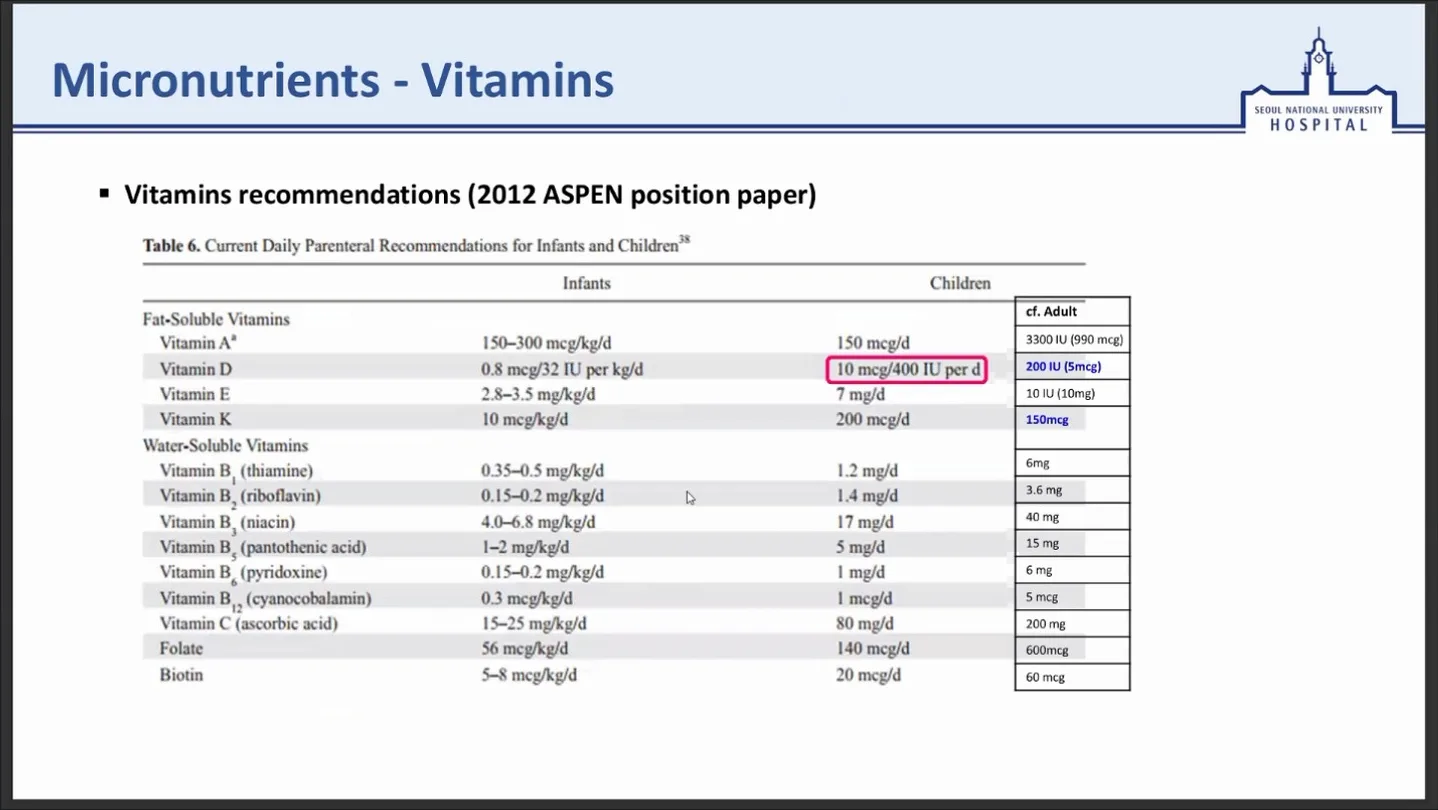 Micronutrients - Vitamins
SEOUL NATIONAL UNIVERSITY
HOSPITAL
▪ Vitamins recommendations (2012 ASPEN position paper)
Table 6. Current Daily Parenteral Recommendations for Infants and Children38
Infants Children
cf. Adult
Fat-Soluble Vitamins
Vitamin Aa 150–300 mcg/kg/d 150 mcg/d 3300 IU (990 mcg)
Vitamin D 0.8 mcg/32 IU per kg/d 10 mcg/400 IU per d 200 IU (5mcg)
Vitamin E 2.8–3.5 mg/kg/d 7 mg/d 10 IU (10mg)
Vitamin K 10 mcg/kg/d 200 mcg/d 150mcg
Water-Soluble Vitamins
Vitamin B1 (thiamine) 0.35–0.5 mg/kg/d 1.2 mg/d 6mg
Vitamin B2 (riboflavin) 0.15–0.2 mg/kg/d 1.4 mg/d 3.6 mg
Vitamin B3 (niacin) 4.0–6.8 mg/kg/d 17 mg/d 40 mg
Vitamin B5 (pantothenic acid) 1–2 mg/kg/d 5 mg/d 15 mg
Vitamin B6 (pyridoxine) 0.15–0.2 mg/kg/d 1 mg/d 6 mg
Vitamin B12 (cyanocobalamin) 0.3 mcg/kg/d 1 mcg/d 5 mcg
Vitamin C (ascorbic acid) 15–25 mg/kg/d 80 mg/d 200 mg
Folate 56 mcg/kg/d 140 mcg/d 600mcg
Biotin 5–8 mcg/kg/d 20 mcg/d 60 mcg